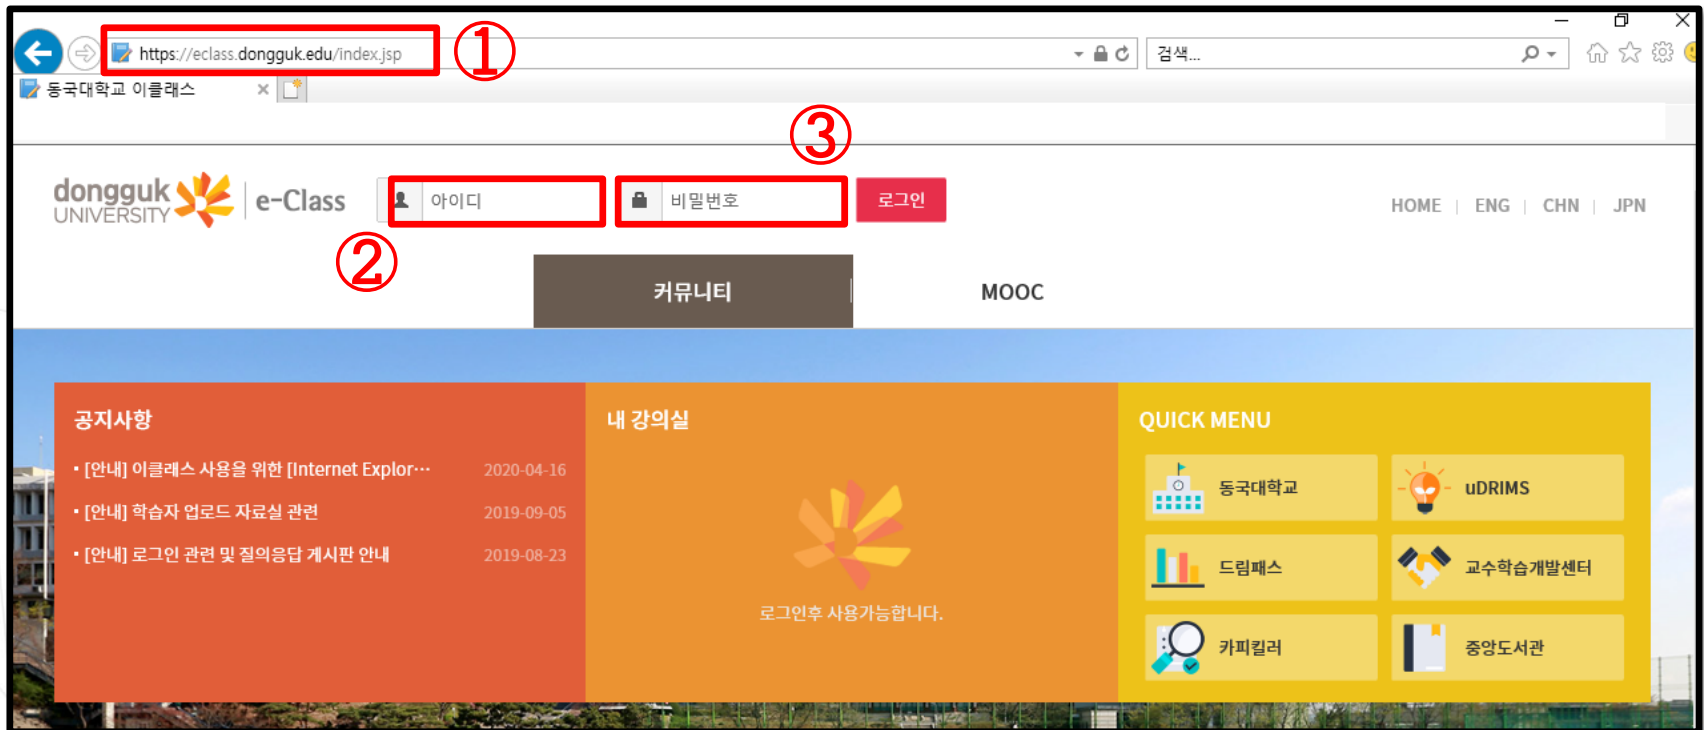 https://eclass.dongguk.edu/index.jsp
①
검색...
동국대학교 이클래스
③
dongguk
UNIVERSITY
e-Class
아이디
비밀번호
로그인
HOME | ENG | CHN | JPN
②
커뮤니티
MOOC
공지사항
· [안내] 이클래스 사용을 위한 [Internet Explor… 2020-04-16
· [안내] 학습자 업로드 자료실 관련 2019-09-05
· [안내] 로그인 관련 및 질의응답 게시판 안내 2019-08-23
내 강의실
로그인후 사용가능합니다.
QUICK MENU
동국대학교
uDRIMS
드림패스
교수학습개발센터
카피킬러
중앙도서관